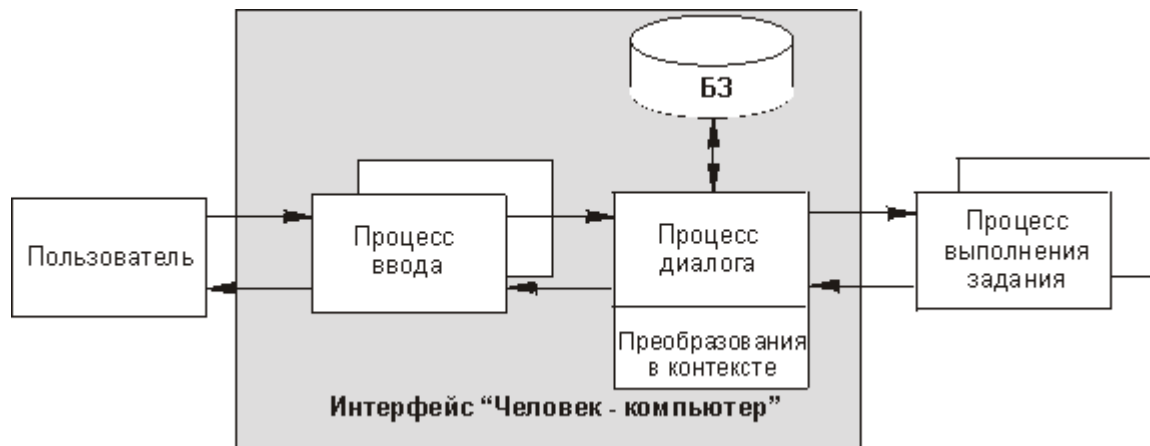 БЗ
Пользователь
Процесс
ввода
Процесс
диалога
Преобразования
в контексте
Процесс
выполнения
задания
Интерфейс “Человек - компьютер”